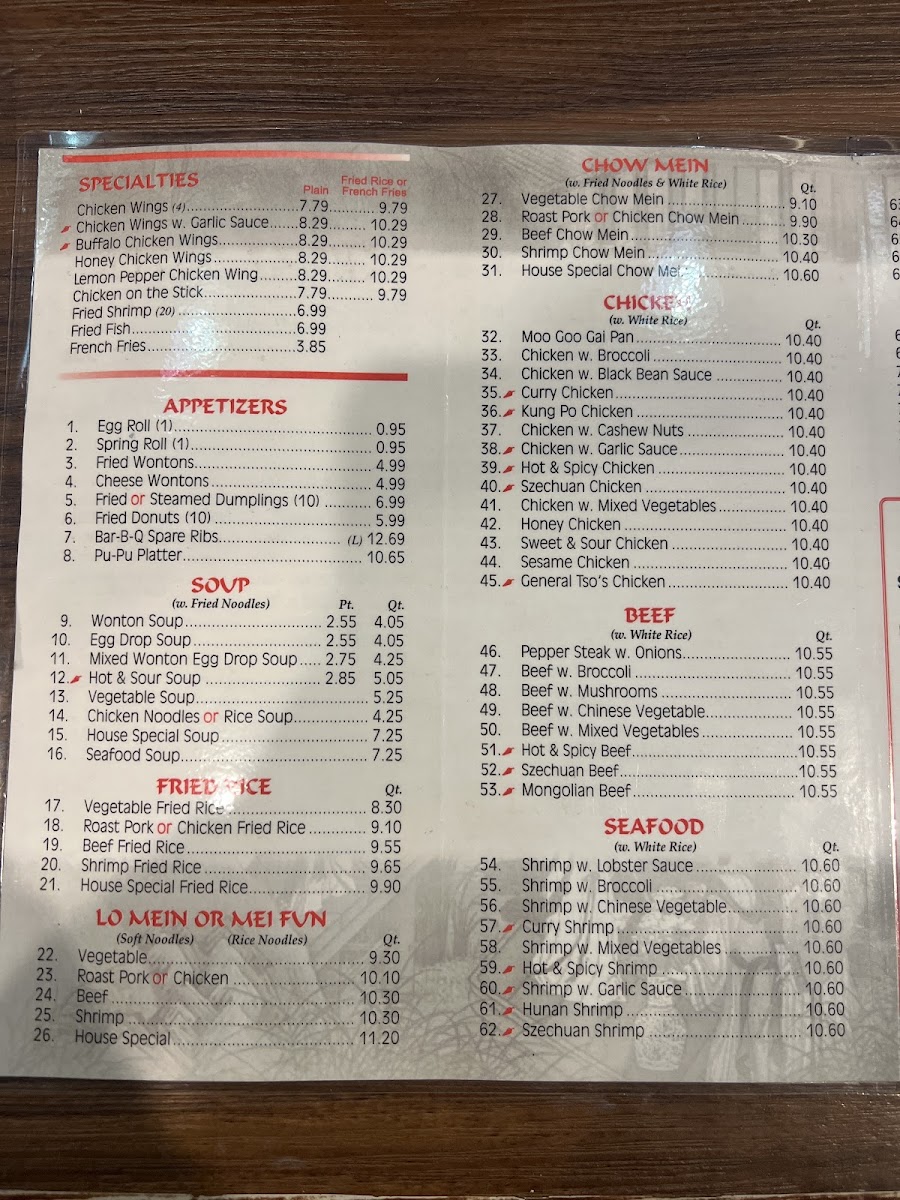 SPECIALTIES
Plain Fried Rice or French Fries
Chicken Wings (4) 7.79 9.79
Chicken Wings w. Garlic Sauce 8.29 10.29
Buffalo Chicken Wings 8.29 10.29
Honey Chicken Wings 8.29 10.29
Lemon Pepper Chicken Wing 8.29 10.29
Chicken on the Stick 7.79 9.79
Fried Shrimp (20) 6.99
Fried Fish 6.99
French Fries 3.85
APPETIZERS
1. Egg Roll (1) 0.95
2. Spring Roll (1) 0.95
3. Fried Wontons 4.99
4. Cheese Wontons 4.99
5. Fried or Steamed Dumplings (10) 6.99
6. Fried Donuts (10) 5.99
7. Bar-B-Q Spare Ribs (L) 12.69
8. Pu-Pu Platter 10.65
SOUP
(w. Fried Noodles) Pt. Qt.
9. Wonton Soup 2.55 4.05
10. Egg Drop Soup 2.55 4.05
11. Mixed Wonton Egg Drop Soup 2.75 4.25
12. Hot & Sour Soup 2.85 5.05
13. Vegetable Soup 5.25
14. Chicken Noodles or Rice Soup 4.25
15. House Special Soup 7.25
16. Seafood Soup 7.25
FRIED RICE
Qt.
17. Vegetable Fried Rice 8.30
18. Roast Pork or Chicken Fried Rice 9.10
19. Beef Fried Rice 9.55
20. Shrimp Fried Rice 9.65
21. House Special Fried Rice 9.90
LO MEIN OR MEI FUN
(Soft Noodles) (Rice Noodles) Qt.
22. Vegetable 9.30
23. Roast Pork or Chicken 10.10
24. Beef 10.30
25. Shrimp 10.30
26. House Special 11.20
CHOW MEIN
(w. Fried Noodles & White Rice) Qt.
27. Vegetable Chow Mein 9.10
28. Roast Pork or Chicken Chow Mein 9.90
29. Beef Chow Mein 10.30
30. Shrimp Chow Mein 10.40
31. House Special Chow Mein 10.60
CHICKEN
(w. White Rice) Qt.
32. Moo Goo Gai Pan 10.40
33. Chicken w. Broccoli 10.40
34. Chicken w. Black Bean Sauce 10.40
35. Curry Chicken 10.40
36. Kung Po Chicken 10.40
37. Chicken w. Cashew Nuts 10.40
38. Chicken w. Garlic Sauce 10.40
39. Hot & Spicy Chicken 10.40
40. Szechuan Chicken 10.40
41. Chicken w. Mixed Vegetables 10.40
42. Honey Chicken 10.40
43. Sweet & Sour Chicken 10.40
44. Sesame Chicken 10.40
45. General Tso's Chicken 10.40
BEEF
(w. White Rice) Qt.
46. Pepper Steak w. Onions 10.55
47. Beef w. Broccoli 10.55
48. Beef w. Mushrooms 10.55
49. Beef w. Chinese Vegetable 10.55
50. Beef w. Mixed Vegetables 10.55
51. Hot & Spicy Beef 10.55
52. Szechuan Beef 10.55
53. Mongolian Beef 10.55
SEAFOOD
(w. White Rice) Qt.
54. Shrimp w. Lobster Sauce 10.60
55. Shrimp w. Broccoli 10.60
56. Shrimp w. Chinese Vegetable 10.60
57. Curry Shrimp 10.60
58. Shrimp w. Mixed Vegetables 10.60
59. Hot & Spicy Shrimp 10.60
60. Shrimp w. Garlic Sauce 10.60
61. Hunan Shrimp 10.60
62. Szechuan Shrimp 10.60